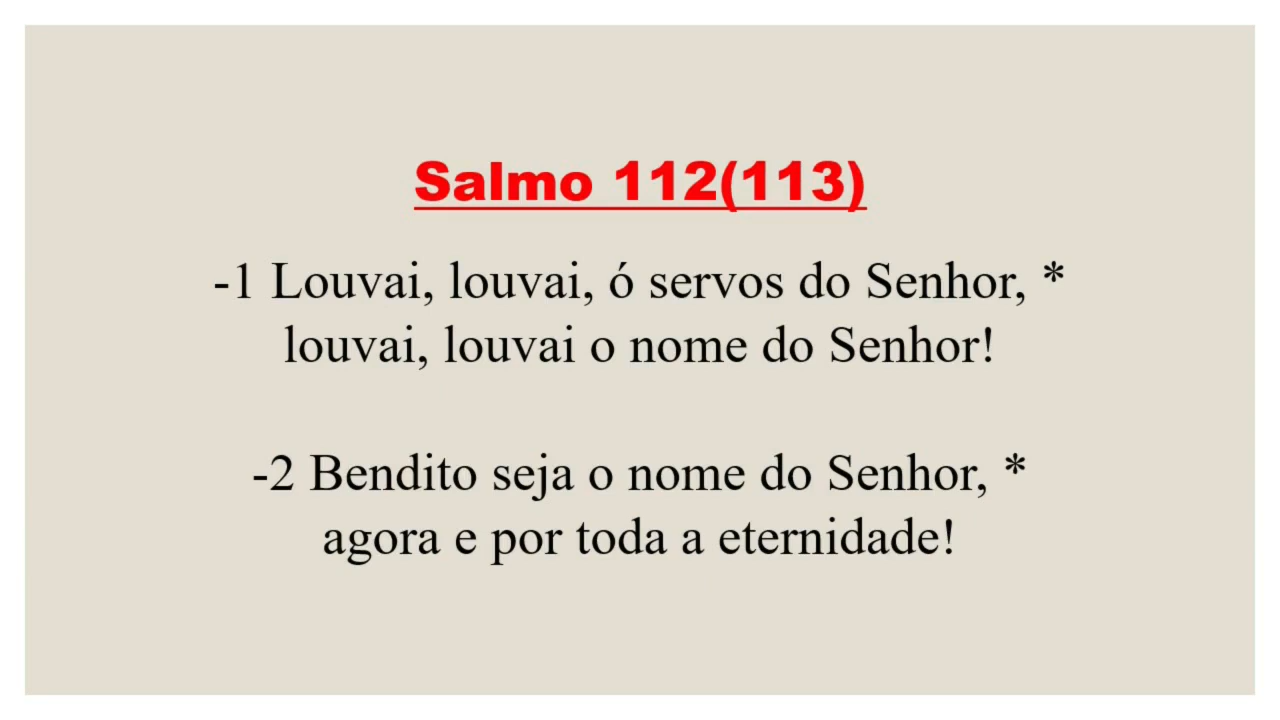 Salmo 112(113)
-1 Louvai, louvai, ó servos do Senhor, *
louvai, louvai o nome do Senhor!
-2 Bendito seja o nome do Senhor, *
agora e por toda a eternidade!